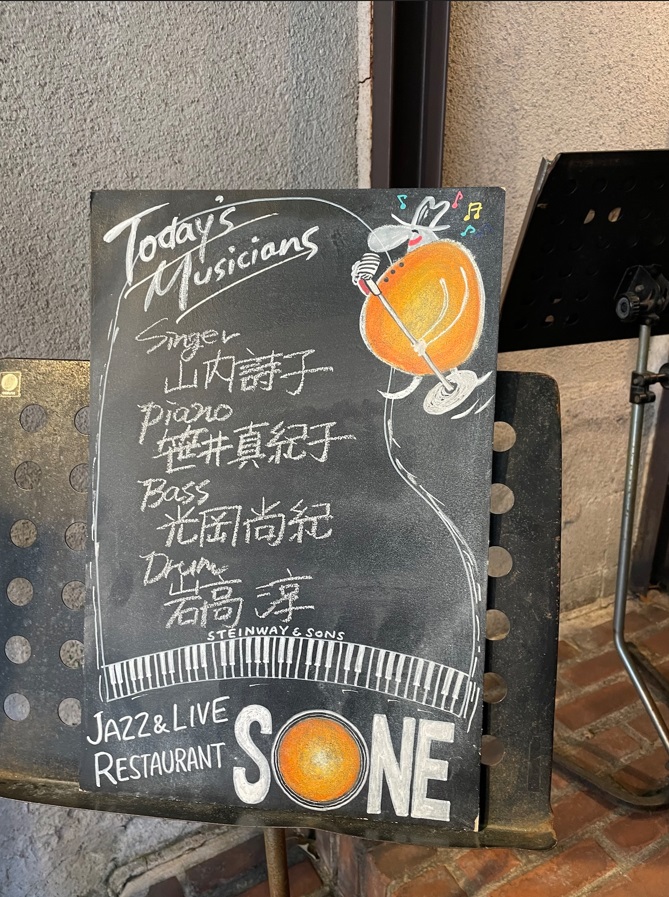 Today's
Musicians
Singer
山内詩子
Piano
笹井真紀子
Bass
光岡尚紀
Drum
岩高 淳
STEINWAY & SONS
JAZZ & LIVE
RESTAURANT
SONE